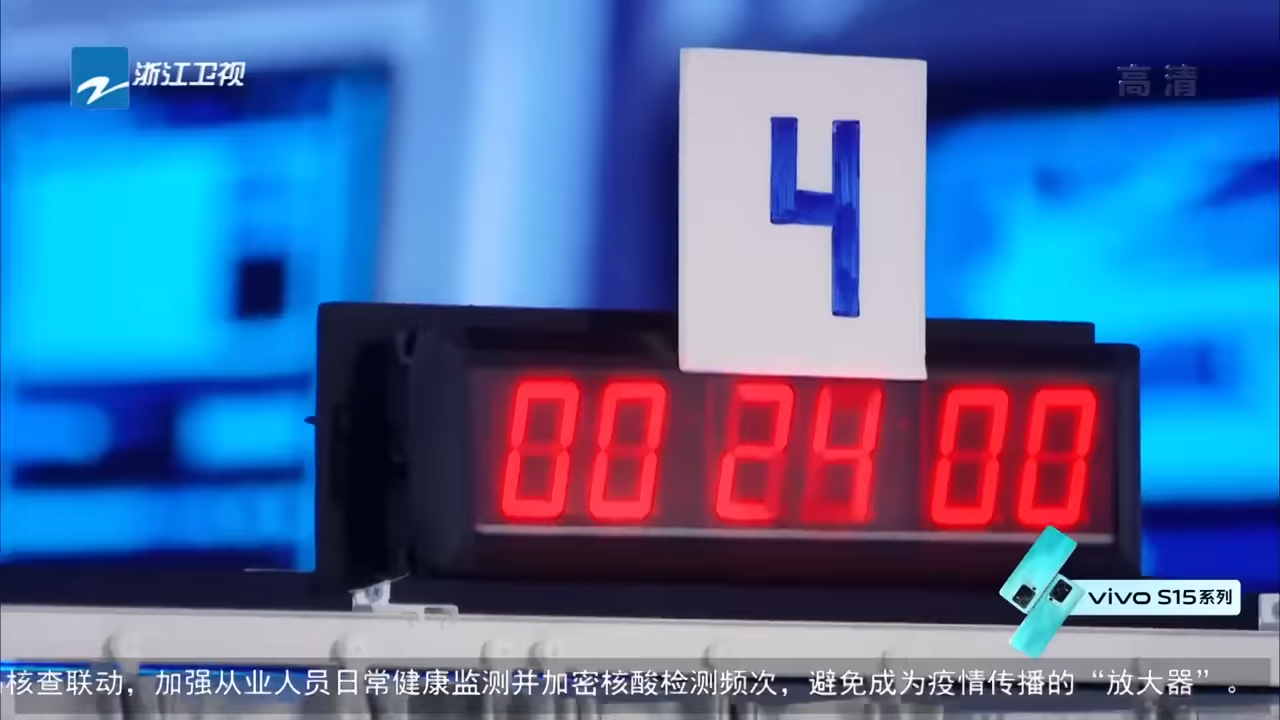 浙江卫视
高清
4
00 24 00
vivo S15系列
核查联动，加强从业人员日常健康监测并加密核酸检测频次，避免成为疫情传播的“放大器”。